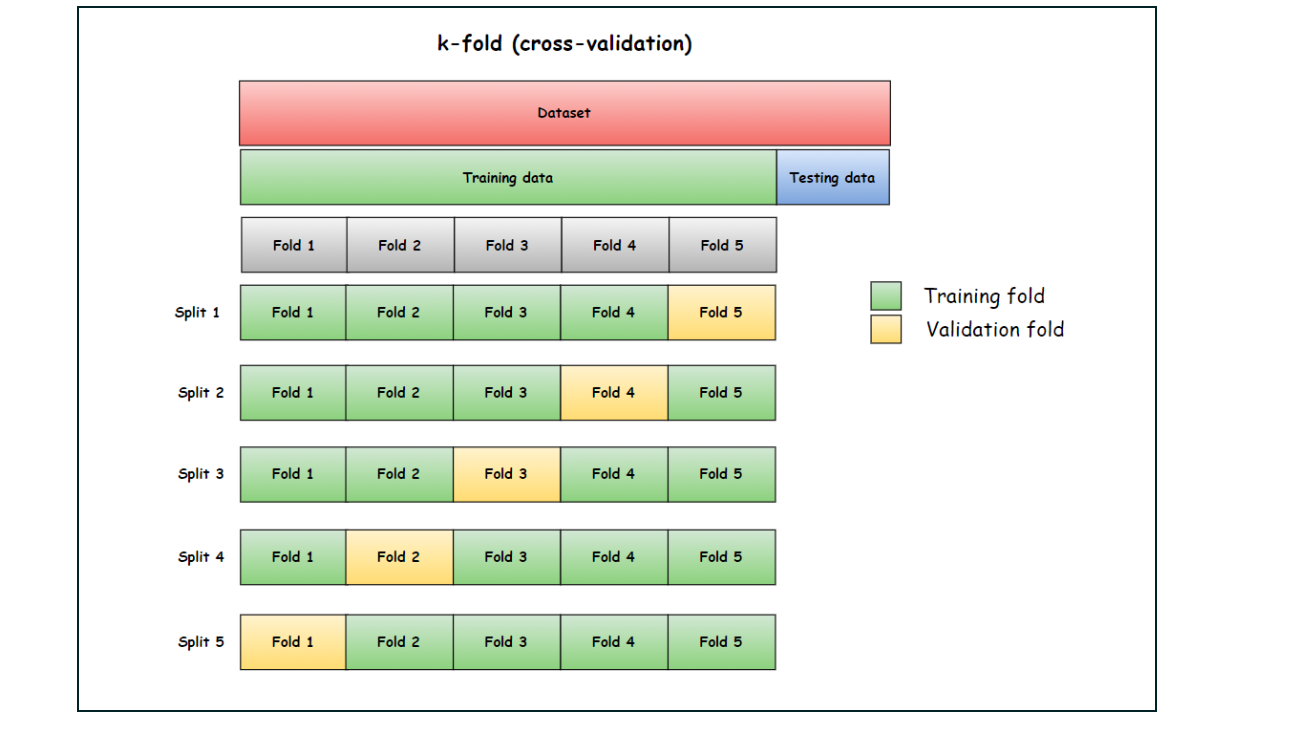 k-fold (cross-validation)
Dataset
Training data Testing data
Fold 1 Fold 2 Fold 3 Fold 4 Fold 5
Split 1 Fold 1 Fold 2 Fold 3 Fold 4 Fold 5
Training fold
Validation fold
Split 2 Fold 1 Fold 2 Fold 3 Fold 4 Fold 5
Split 3 Fold 1 Fold 2 Fold 3 Fold 4 Fold 5
Split 4 Fold 1 Fold 2 Fold 3 Fold 4 Fold 5
Split 5 Fold 1 Fold 2 Fold 3 Fold 4 Fold 5